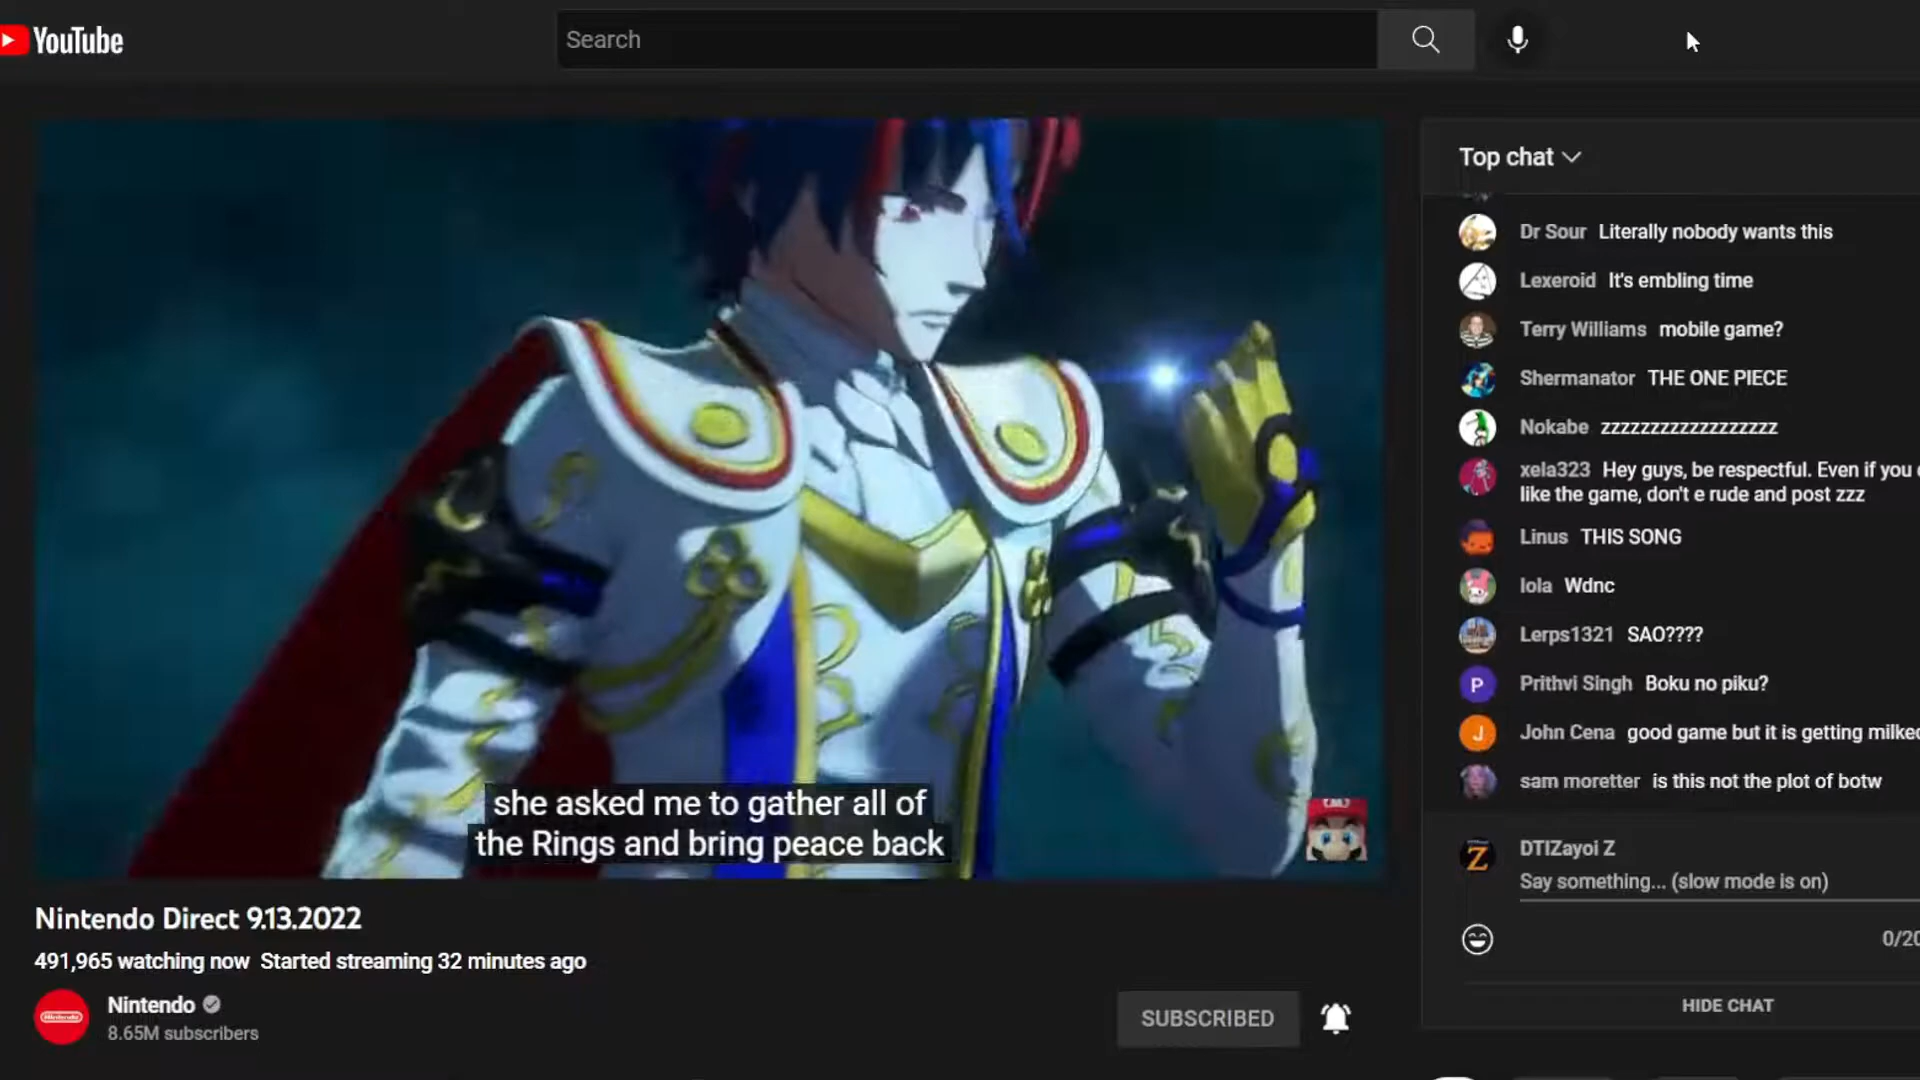 YouTube
Search
Top chat
Dr Sour Literally nobody wants this
Lexeroid It's embling time
Terry Williams mobile game?
Shermanator THE ONE PIECE
Nokabe zzzzzzzzzzzzzzzzzz
xela323 Hey guys, be respectful. Even if you
like the game, don't e rude and post zzz
Linus THIS SONG
lola Wdnc
Lerps1321 SAO????
P Prithvi Singh Boku no piku?
J John Cena good game but it is getting milked
sam moretter is this not the plot of botw
she asked me to gather all of
the Rings and bring peace back
Z DTIZayoi Z
Say something... (slow mode is on)
0/20
HIDE CHAT
Nintendo Direct 9.13.2022
491,965 watching now Started streaming 32 minutes ago
Nintendo
Nintendo
8.65M subscribers
SUBSCRIBED